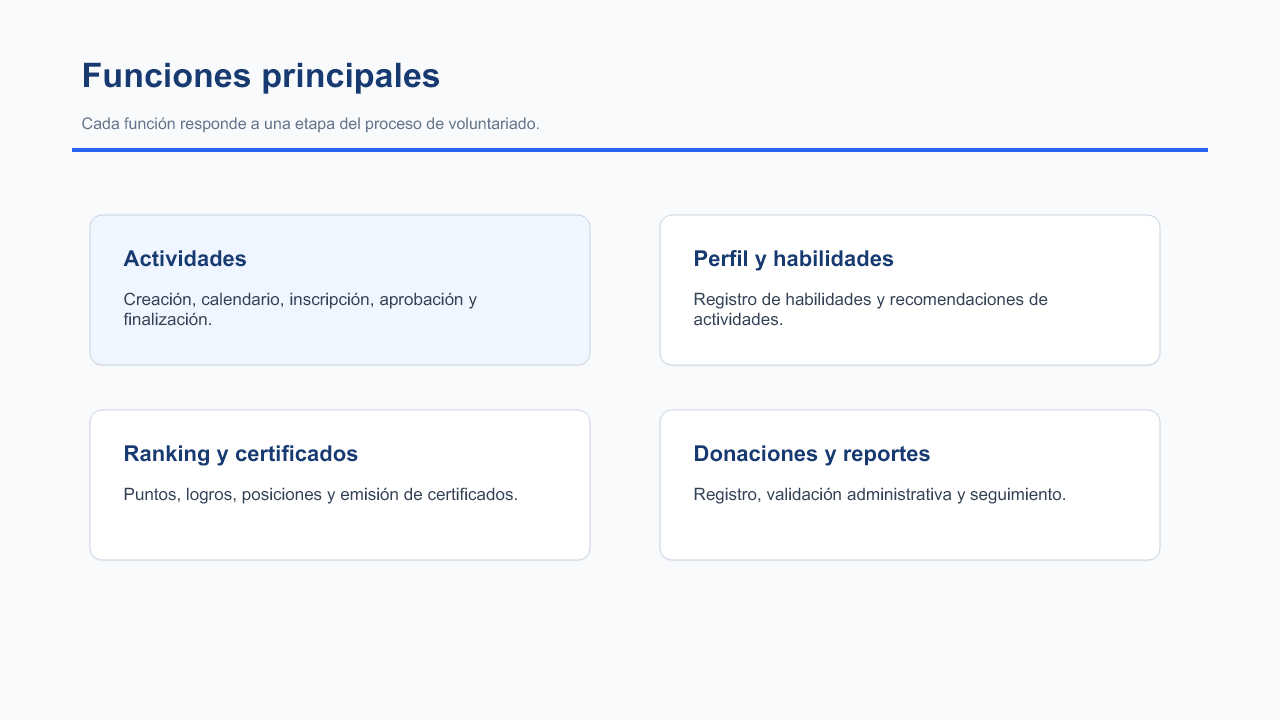 Funciones principales
Cada función responde a una etapa del proceso de voluntariado.
Actividades
Creación, calendario, inscripción, aprobación y
finalización.
Perfil y habilidades
Registro de habilidades y recomendaciones de
actividades.
Ranking y certificados
Puntos, logros, posiciones y emisión de certificados.
Donaciones y reportes
Registro, validación administrativa y seguimiento.